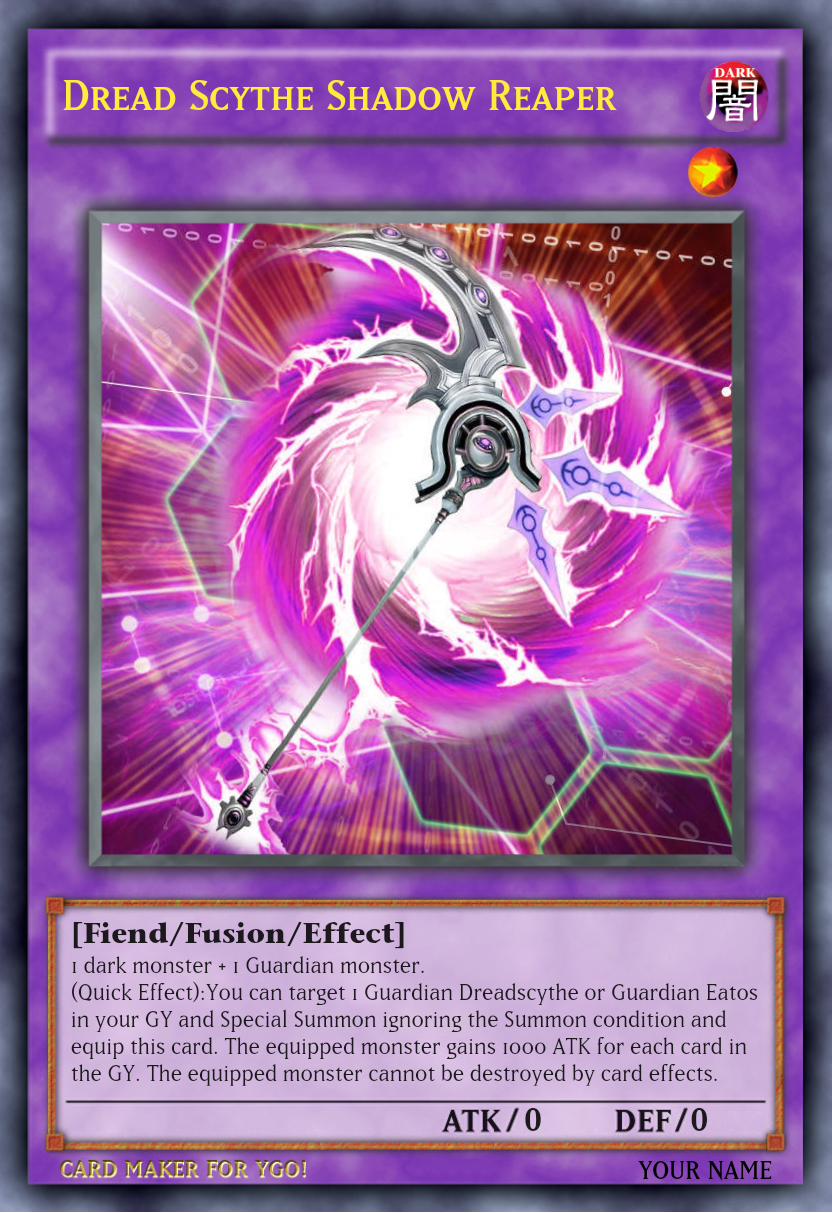 Dread Scythe Shadow Reaper
DARK
闇
[Fiend/Fusion/Effect]
1 dark monster + 1 Guardian monster.
(Quick Effect):You can target 1 Guardian Dreadscythe or Guardian Eatos
in your GY and Special Summon ignoring the Summon condition and
equip this card. The equipped monster gains 1000 ATK for each card in
the GY. The equipped monster cannot be destroyed by card effects.
ATK/0 DEF/0
CARD MAKER FOR YGO! YOUR NAME